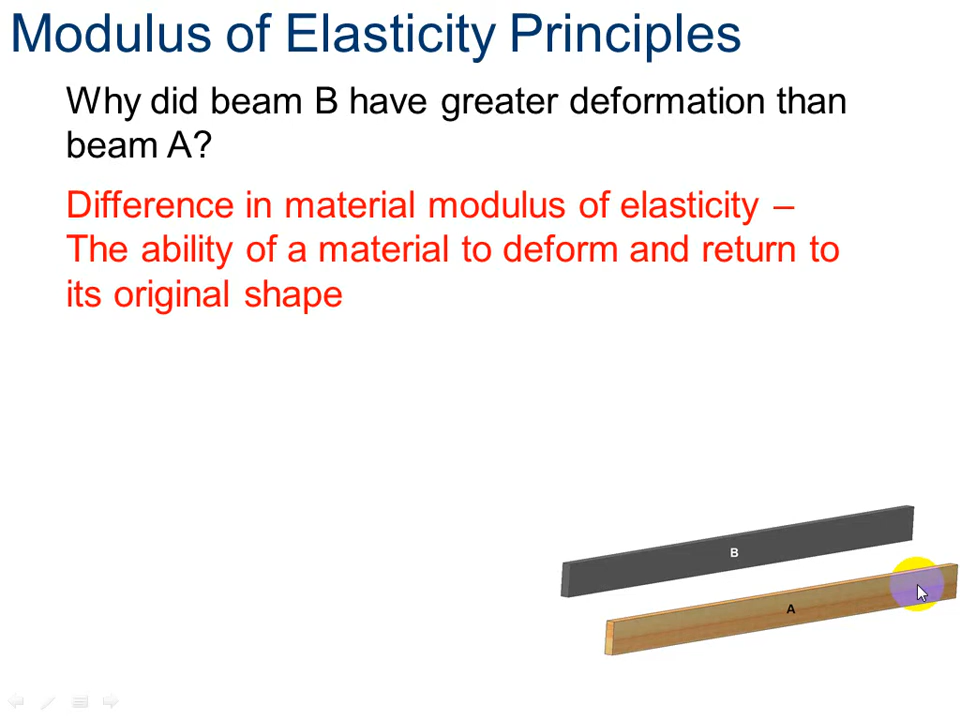 Modulus of Elasticity Principles
Why did beam B have greater deformation than
beam A?
Difference in material modulus of elasticity –
The ability of a material to deform and return to
its original shape
B
A